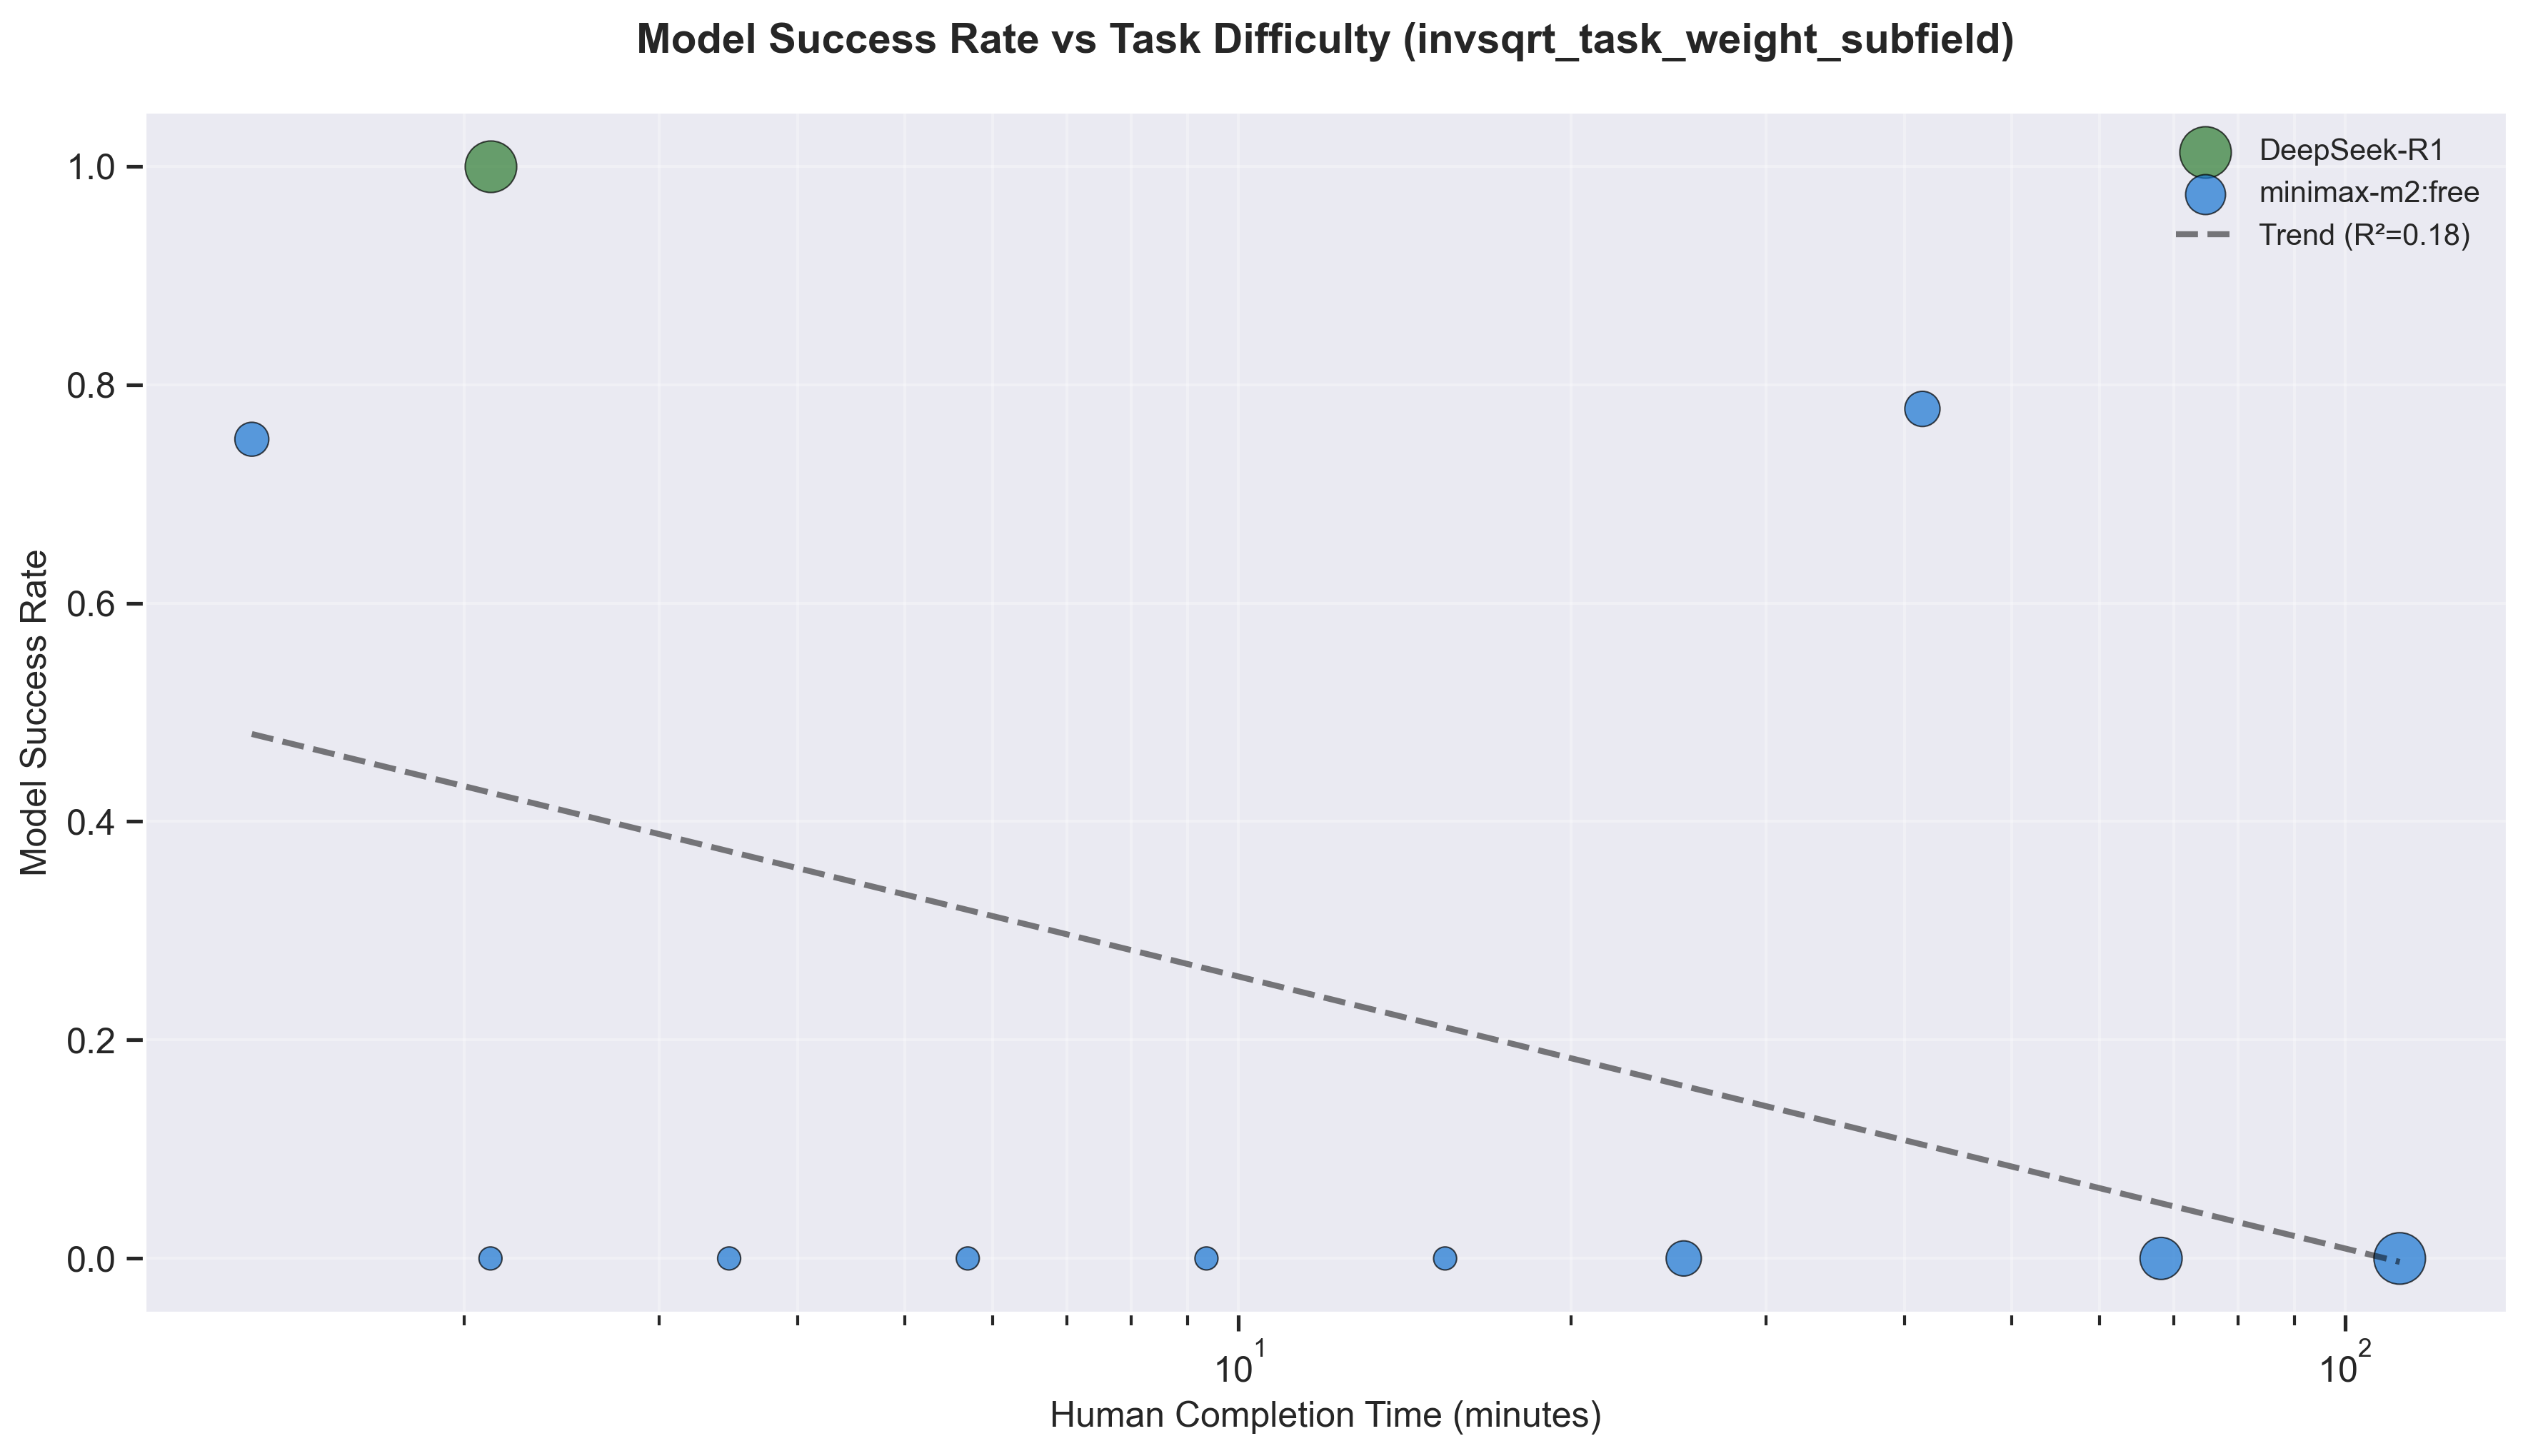 Model Success Rate vs Task Difficulty (invsqrt_task_weight_subfield)
DeepSeek-R1
minimax-m2:free
Trend (R²=0.18)
Model Success Rate
1.0
0.8
0.6
0.4
0.2
0.0
10¹
10²
Human Completion Time (minutes)